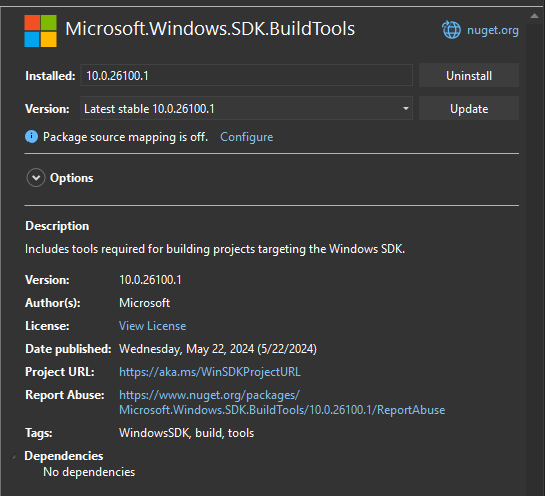 Microsoft.Windows.SDK.BuildTools
nuget.org
Installed: 10.0.26100.1 Uninstall
Version: Latest stable 10.0.26100.1 Update
Package source mapping is off. Configure
Options
Description
Includes tools required for building projects targeting the Windows SDK.
Version: 10.0.26100.1
Author(s): Microsoft
License: View License
Date published: Wednesday, May 22, 2024 (5/22/2024)
Project URL: https://aka.ms/WinSDKProjectURL
Report Abuse: https://www.nuget.org/packages/
Microsoft.Windows.SDK.BuildTools/10.0.26100.1/ReportAbuse
Tags: WindowsSDK, build, tools
Dependencies
No dependencies